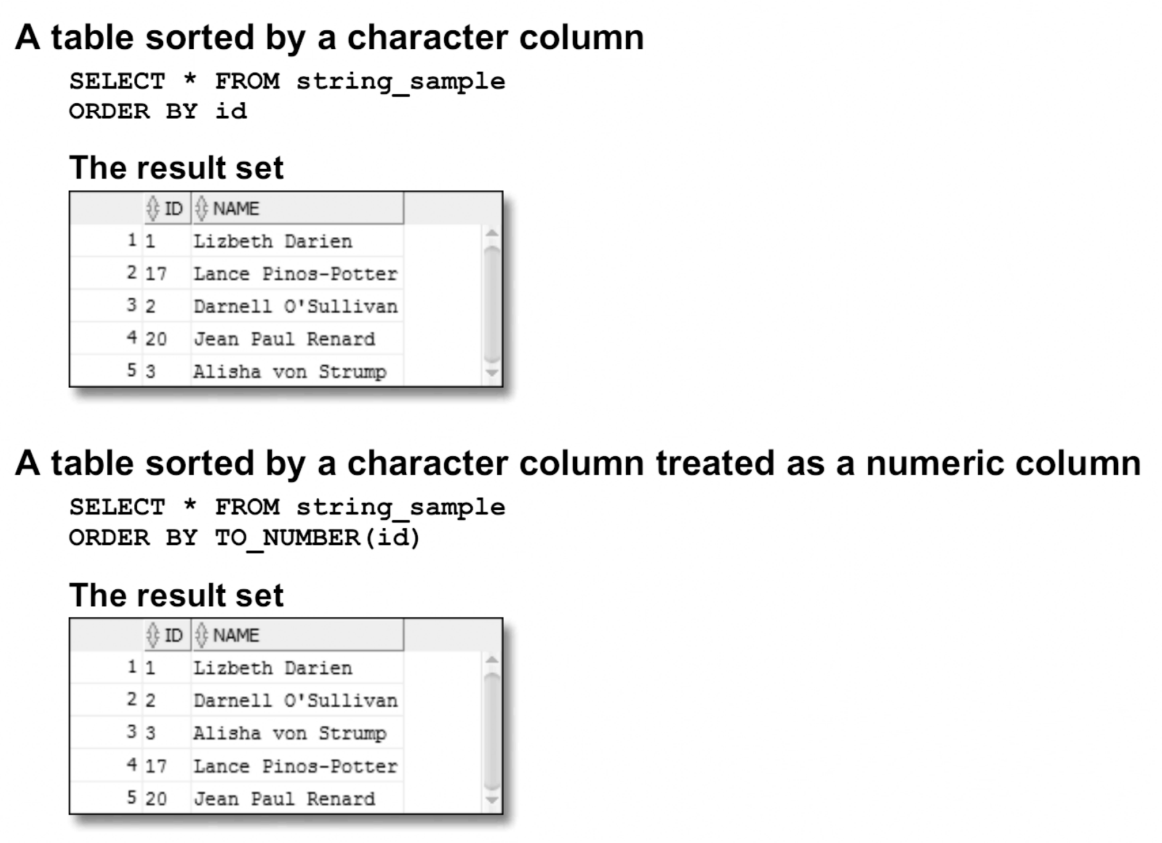 A table sorted by a character column
SELECT * FROM string_sample
ORDER BY id
The result set
ID NAME
1 1 Lizbeth Darien
2 17 Lance Pinos-Potter
3 2 Darnell O'Sullivan
4 20 Jean Paul Renard
5 3 Alisha von Strump
A table sorted by a character column treated as a numeric column
SELECT * FROM string_sample
ORDER BY TO_NUMBER(id)
The result set
ID NAME
1 1 Lizbeth Darien
2 2 Darnell O'Sullivan
3 3 Alisha von Strump
4 17 Lance Pinos-Potter
5 20 Jean Paul Renard